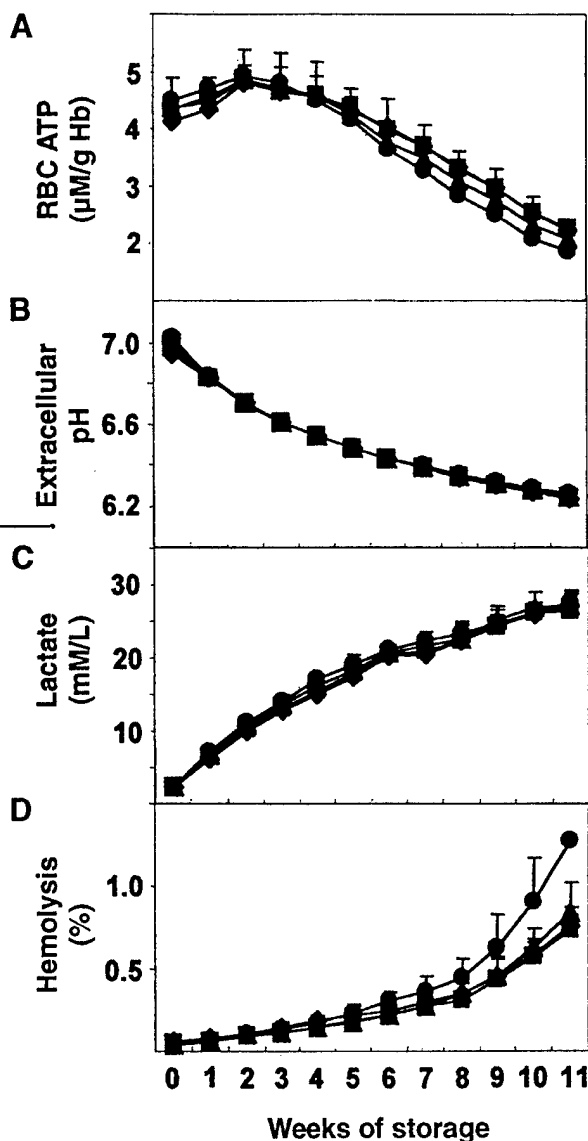 A
RBC ATP
(µM/g Hb)
5
4
3
2
B
Extracellular
pH
7.0
6.6
6.2
C
Lactate
(mM/L)
30
20
10
D
Hemolysis
(%)
1.0
0.5
0 1 2 3 4 5 6 7 8 9 10 11
Weeks of storage